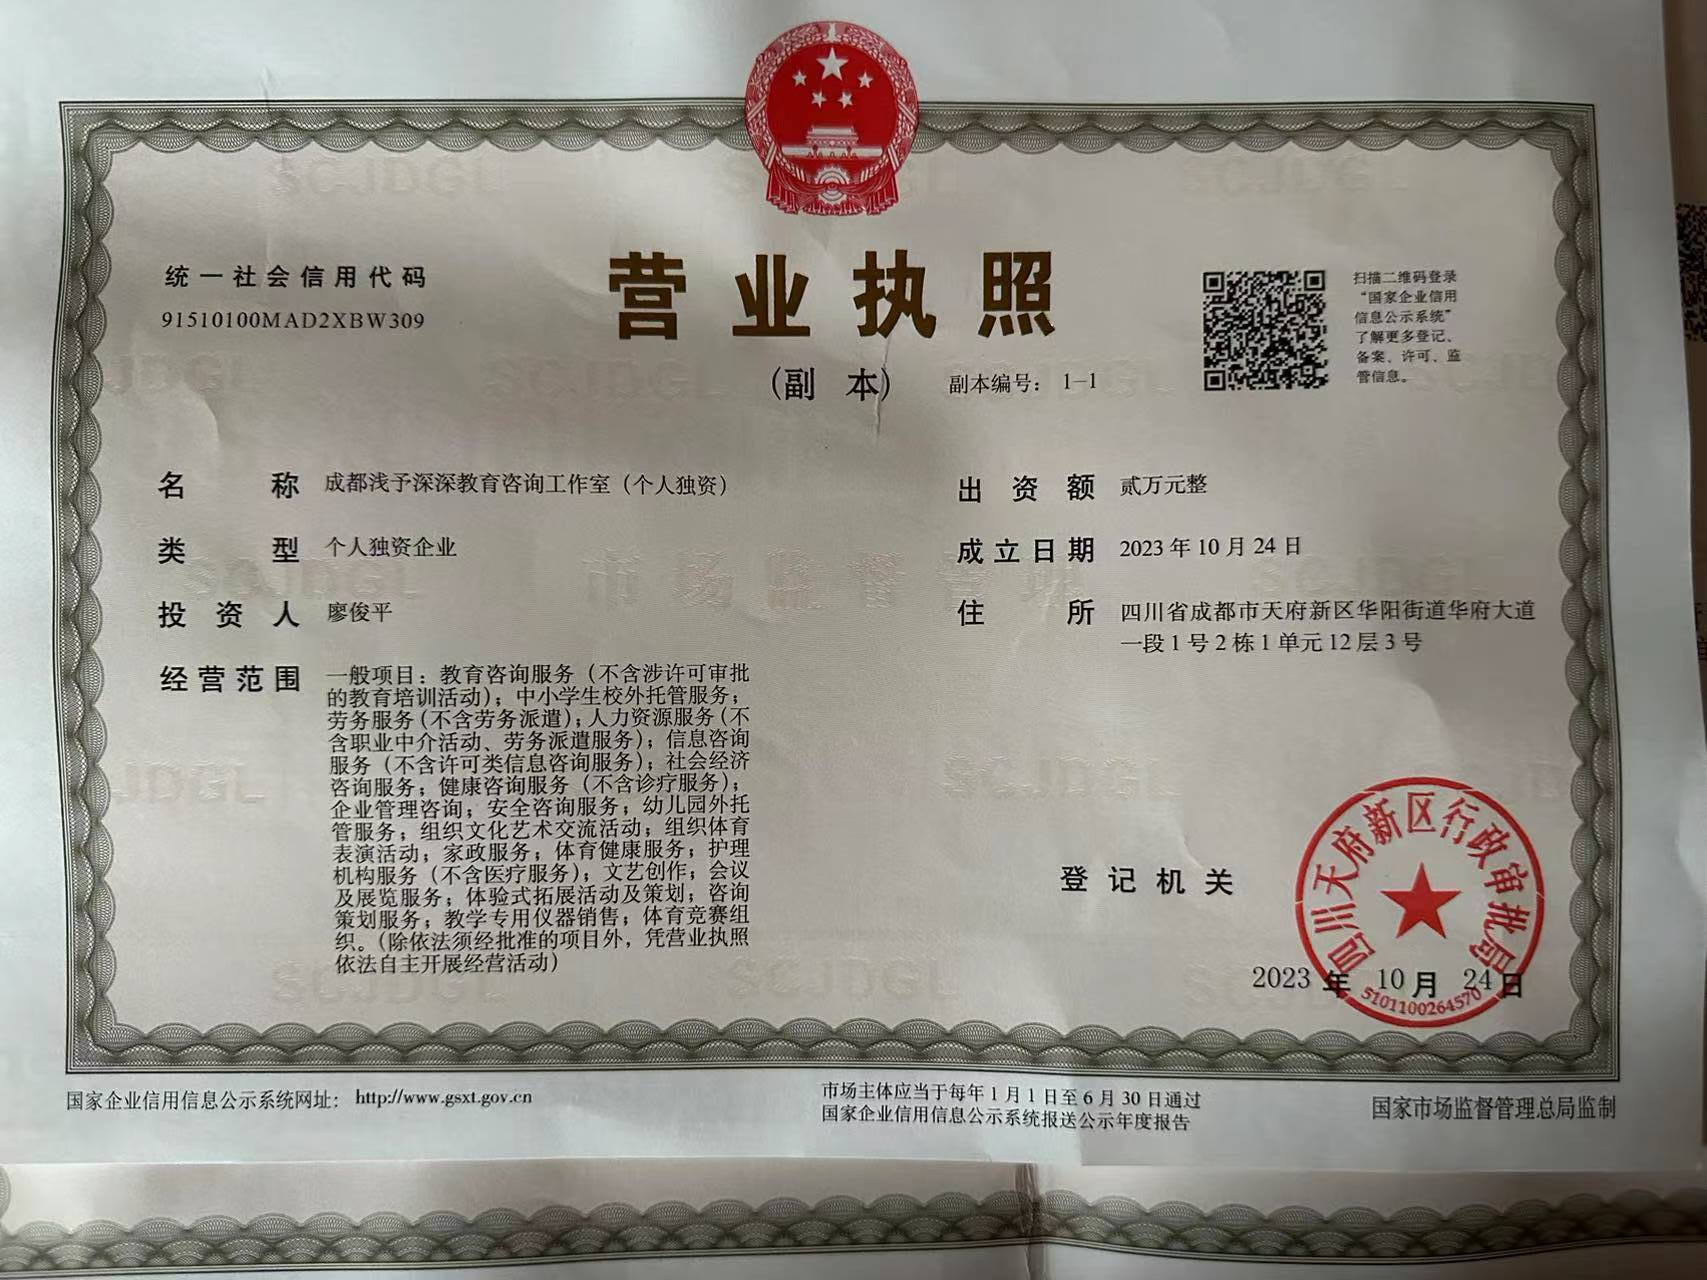 统一社会信用代码
91510100MAD2XBW309
营业执照
（副 本） 副本编号： 1-1
扫描二维码登录
“国家企业信用
信息公示系统”
了解更多登记、
备案、许可、监
管信息。
名 称 成都浅予深深教育咨询工作室（个人独资）
类 型 个人独资企业
投 资 人 廖俊平
经营范围 一般项目：教育咨询服务（不含涉许可审批
的教育培训活动）；中小学生校外托管服务；
劳务服务（不含劳务派遣）；人力资源服务（不
含职业中介活动、劳务派遣服务）；信息咨询
服务（不含许可类信息咨询服务）；社会经济
咨询服务；健康咨询服务（不含诊疗服务）；
企业管理咨询；安全咨询服务；幼儿园外托
管服务；组织文化艺术交流活动；组织体育
表演活动；家政服务；体育健康服务；护理
机构服务（不含医疗服务）；文艺创作；会议
及展览服务；体验式拓展活动及策划；咨询
策划服务；教学专用仪器销售；体育竞赛组
织。（除依法须经批准的项目外，凭营业执照
依法自主开展经营活动）
出 资 额 贰万元整
成立日期 2023年10月24日
住 所 四川省成都市天府新区华阳街道华府大道
一段1号2栋1单元12层3号
登记机关
四川天府新区行政审批局
5101100264570
2023 年 10 月 24 日
国家企业信用信息公示系统网址： http://www.gsxt.gov.cn
市场主体应当于每年1月1日至6月30日通过
国家企业信用信息公示系统报送公示年度报告
国家市场监督管理总局监制